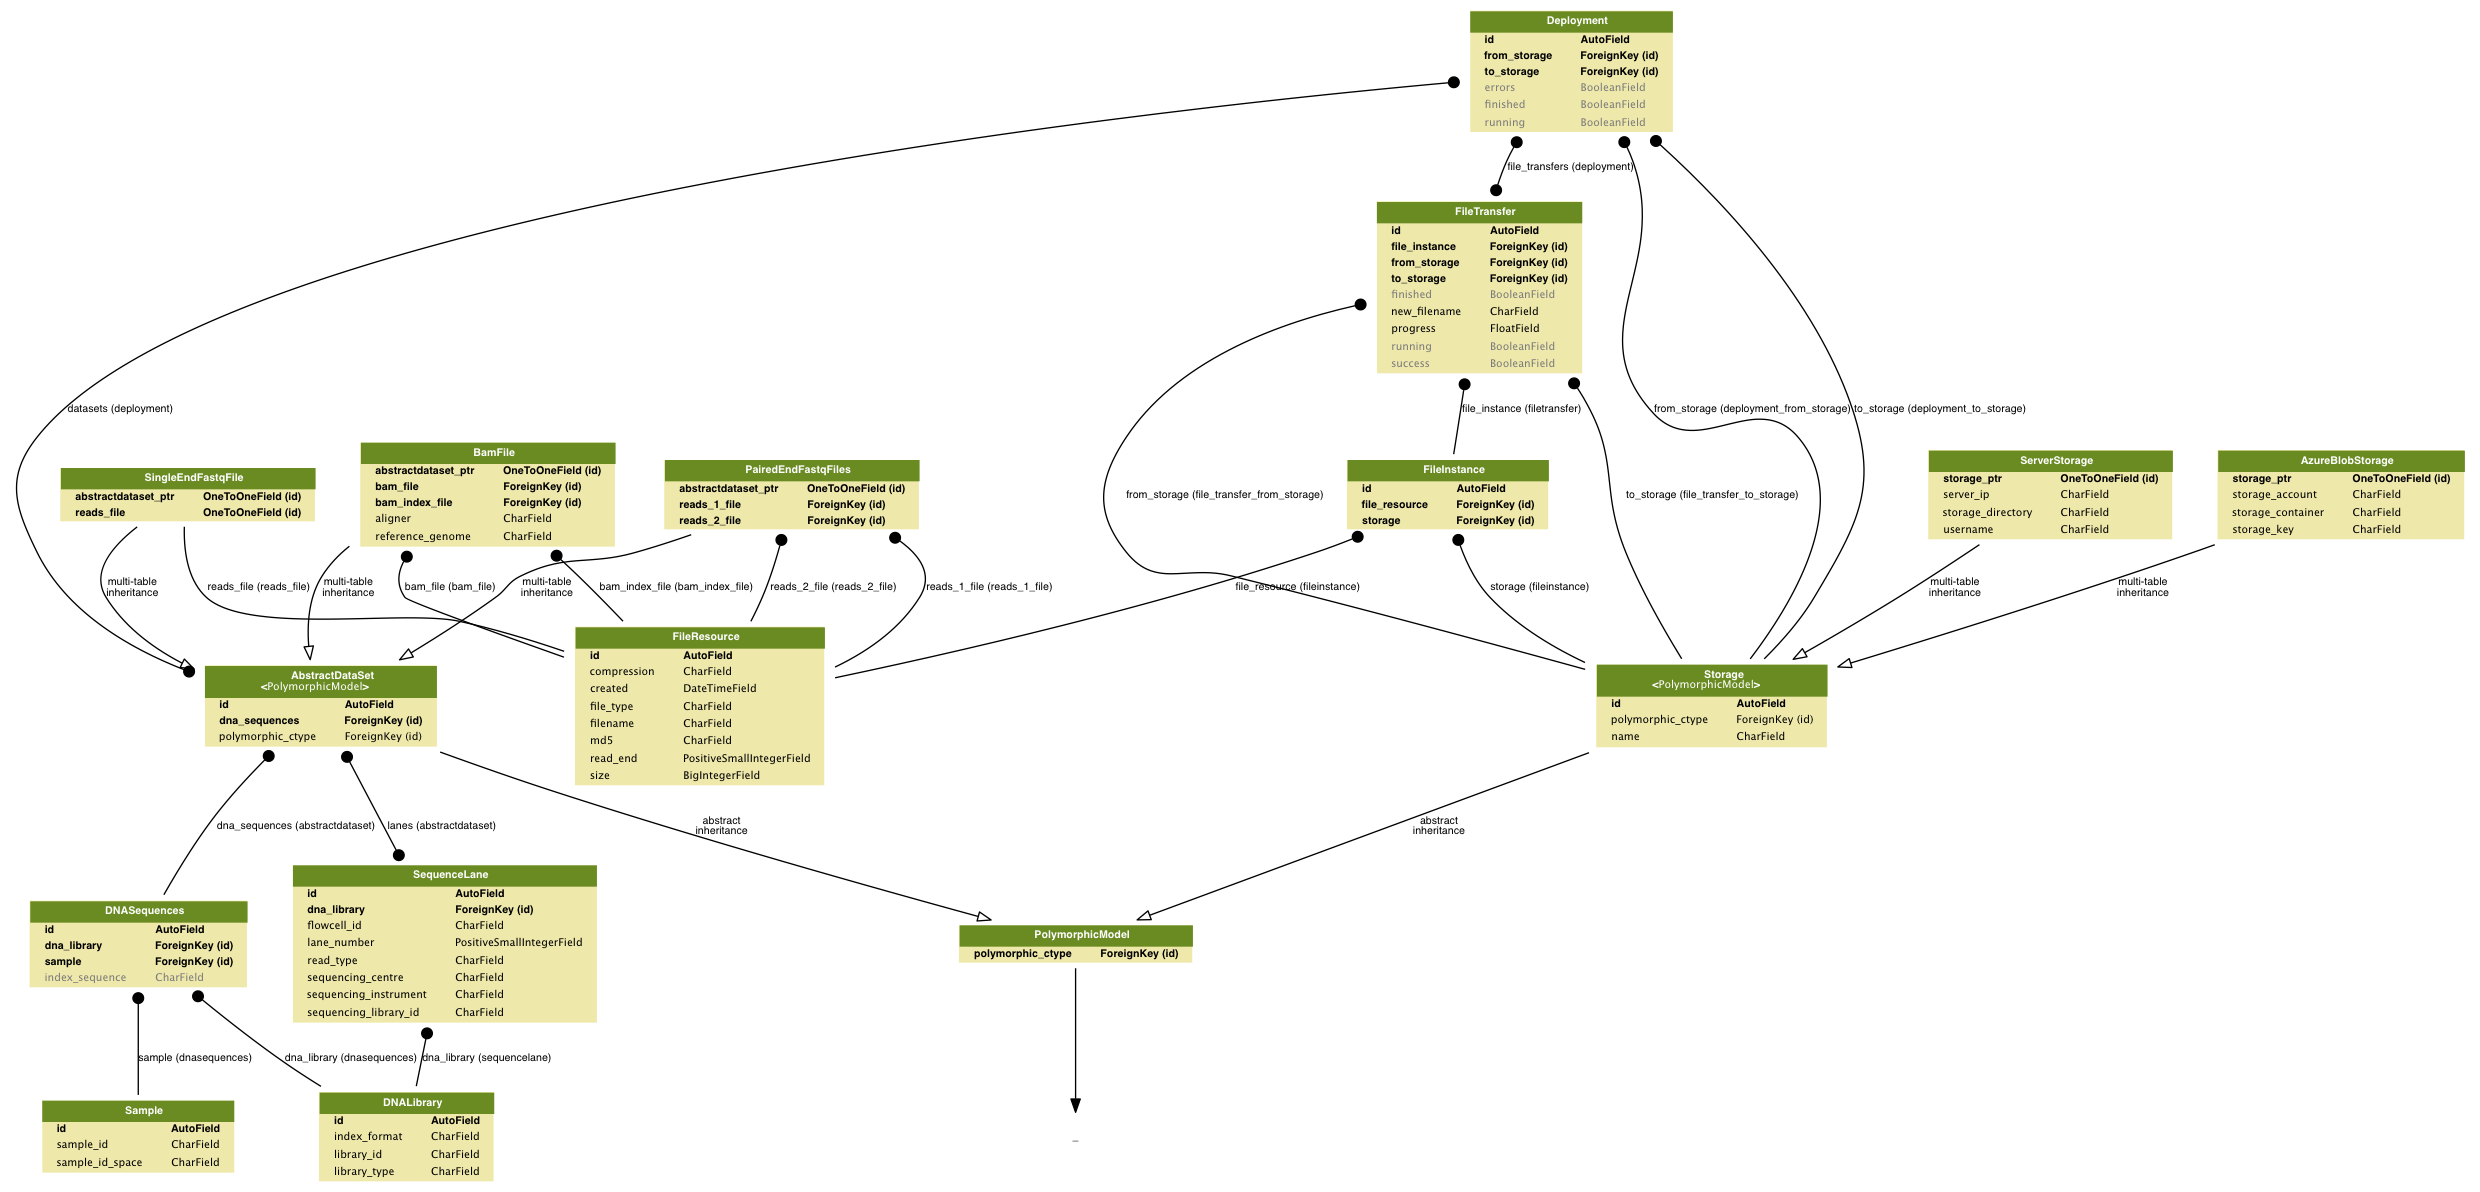 Deployment
id AutoField
from_storage ForeignKey (id)
to_storage ForeignKey (id)
errors BooleanField
finished BooleanField
running BooleanField
file_transfers (deployment)
FileTransfer
id AutoField
file_instance ForeignKey (id)
from_storage ForeignKey (id)
to_storage ForeignKey (id)
finished BooleanField
new_filename CharField
progress FloatField
running BooleanField
success BooleanField
datasets (deployment)
file_instance (filetransfer)
from_storage (deployment_from_storage)
to_storage (deployment_to_storage)
SingleEndFastqFile
abstractdataset_ptr OneToOneField (id)
reads_file OneToOneField (id)
BamFile
abstractdataset_ptr OneToOneField (id)
bam_file ForeignKey (id)
bam_index_file ForeignKey (id)
aligner CharField
reference_genome CharField
PairedEndFastqFiles
abstractdataset_ptr OneToOneField (id)
reads_1_file ForeignKey (id)
reads_2_file ForeignKey (id)
from_storage (file_transfer_from_storage)
FileInstance
id AutoField
file_resource ForeignKey (id)
storage ForeignKey (id)
to_storage (file_transfer_to_storage)
ServerStorage
storage_ptr OneToOneField (id)
server_ip CharField
storage_directory CharField
username CharField
AzureBlobStorage
storage_ptr OneToOneField (id)
storage_account CharField
storage_container CharField
storage_key CharField
multi-table
inheritance
reads_file (reads_file)
multi-table
inheritance
bam_file (bam_file)
multi-table
inheritance
bam_index_file (bam_index_file)
reads_2_file (reads_2_file)
reads_1_file (reads_1_file)
file_resource (fileinstance)
storage (fileinstance)
multi-table
inheritance
multi-table
inheritance
AbstractDataSet
<PolymorphicModel>
id AutoField
dna_sequences ForeignKey (id)
polymorphic_ctype ForeignKey (id)
FileResource
id AutoField
compression CharField
created DateTimeField
file_type CharField
filename CharField
md5 CharField
read_end PositiveSmallIntegerField
size BigIntegerField
Storage
<PolymorphicModel>
id AutoField
polymorphic_ctype ForeignKey (id)
name CharField
dna_sequences (abstractdataset)
lanes (abstractdataset)
abstract
inheritance
abstract
inheritance
DNASequences
id AutoField
dna_library ForeignKey (id)
sample ForeignKey (id)
index_sequence CharField
SequenceLane
id AutoField
dna_library ForeignKey (id)
flowcell_id CharField
lane_number PositiveSmallIntegerField
read_type CharField
sequencing_centre CharField
sequencing_instrument CharField
sequencing_library_id CharField
PolymorphicModel
polymorphic_ctype ForeignKey (id)
sample (dnasequences)
dna_library (dnasequences)
dna_library (sequencelane)
Sample
id AutoField
sample_id CharField
sample_id_space CharField
DNALibrary
id AutoField
index_format CharField
library_id CharField
library_type CharField
_